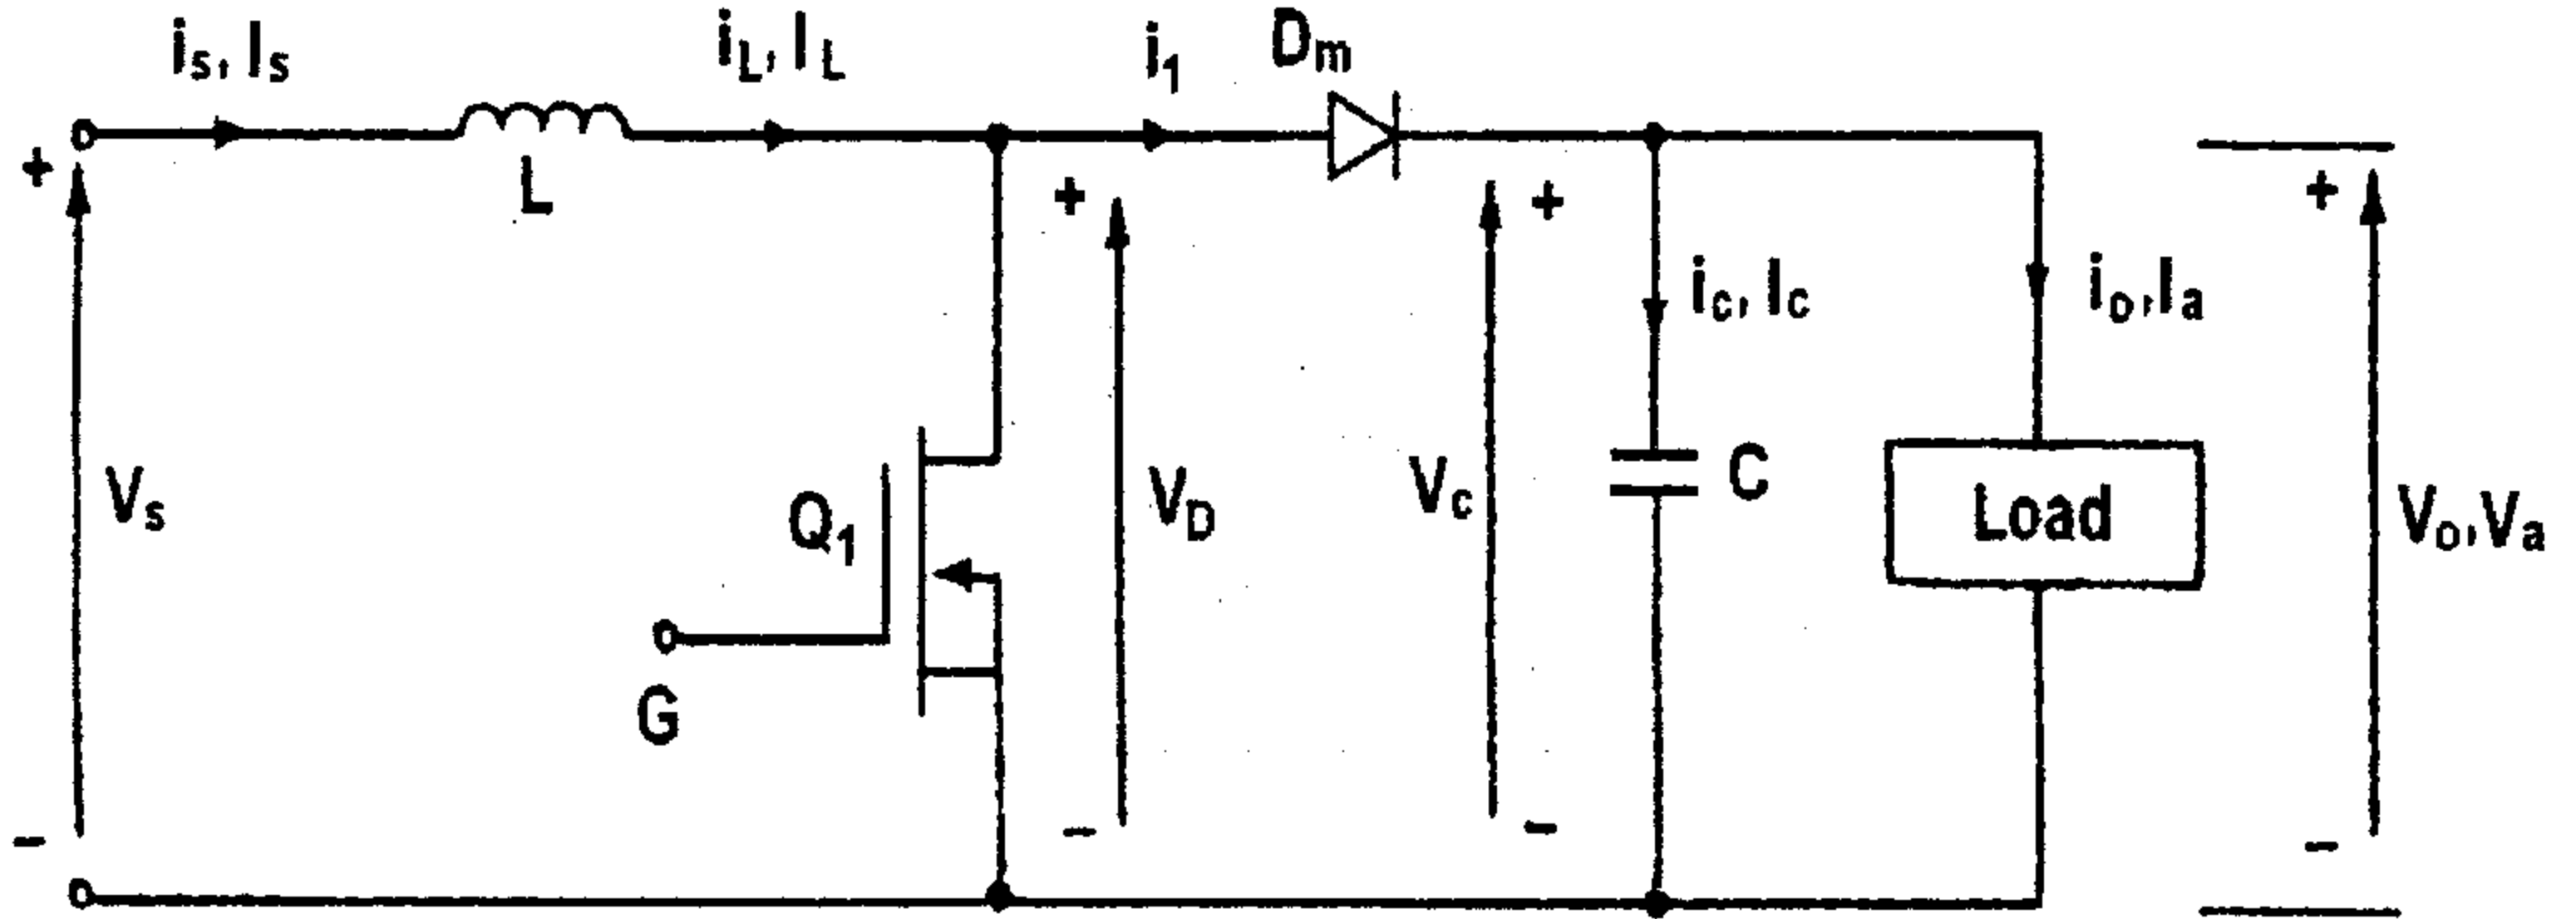 is, Is
iL, IL
i1
Dm
+
L
+
+
+
ic, Ic
io, Ia
Vs
Q1
VD
Vc
C
Load
Vo, Va
G
-
-
-
-